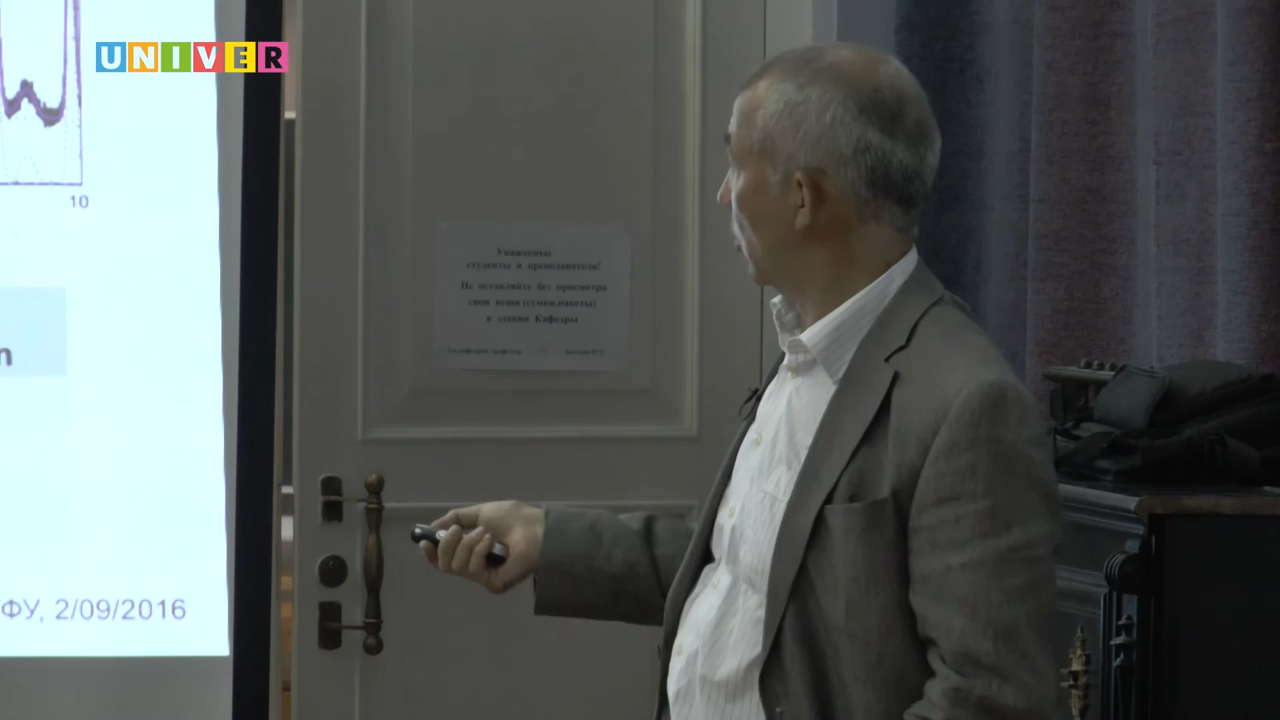 UNIVER
10
n
Уважаемые
студенты и преподаватели!
Не оставляйте без присмотра
свои вещи (сумки,пакеты)
в здании Кафедры
ФУ, 2/09/2016